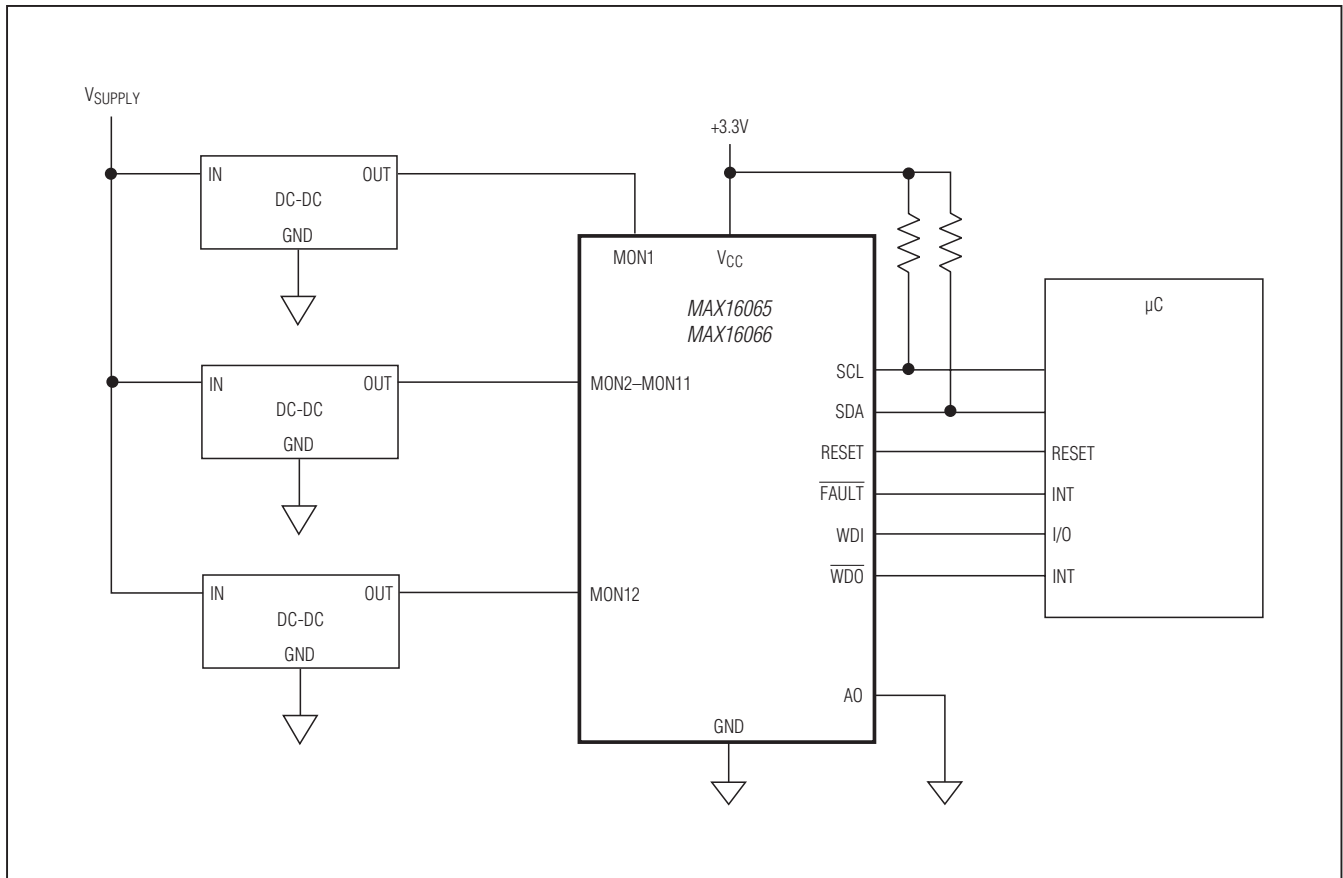 VSUPPLY
+3.3V
IN OUT
DC-DC
GND
MON1 VCC
MAX16065
MAX16066
µC
IN OUT
DC-DC
GND
MON2–MON11
SCL
SDA
RESET RESET
FAULT INT
WDI I/O
WDO INT
IN OUT
DC-DC
GND
MON12
AO
GND